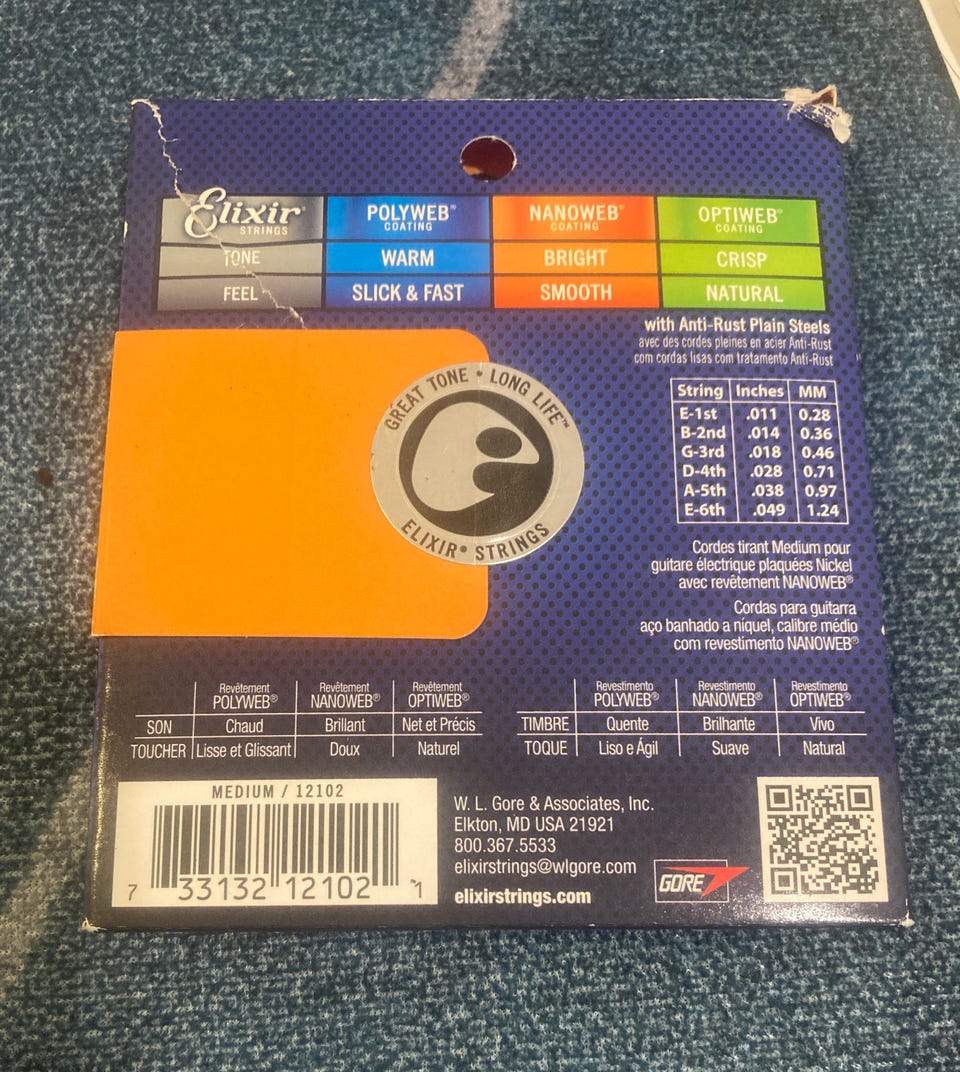 Elixir® POLYWEB® NANOWEB® OPTIWEB®
STRINGS COATING COATING COATING
TONE WARM BRIGHT CRISP
FEEL SLICK & FAST SMOOTH NATURAL
with Anti-Rust Plain Steels
avec des cordes pleines en acier Anti-Rust
com cordas lisas com tratamento Anti-Rust
GREAT TONE • LONG LIFE™
ELIXIR® STRINGS
String Inches MM
E-1st .011 0.28
B-2nd .014 0.36
G-3rd .018 0.46
D-4th .028 0.71
A-5th .038 0.97
E-6th .049 1.24
Cordes tirant Medium pour
guitare électrique plaquées Nickel
avec revêtement NANOWEB®
Cordas para guitarra
aço banhado a níquel, calibre médio
com revestimento NANOWEB®
Revêtement Revêtement Revêtement
POLYWEB® NANOWEB® OPTIWEB®
SON Chaud Brillant Net et Précis
TOUCHER Lisse et Glissant Doux Naturel
Revestimento Revestimento Revestimento
POLYWEB® NANOWEB® OPTIWEB®
TIMBRE Quente Brilhante Vivo
TOQUE Liso e Ágil Suave Natural
MEDIUM / 12102
7 33132 12102 1
W. L. Gore & Associates, Inc.
Elkton, MD USA 21921
800.367.5533
elixirstrings@wlgore.com
elixirstrings.com
GORE